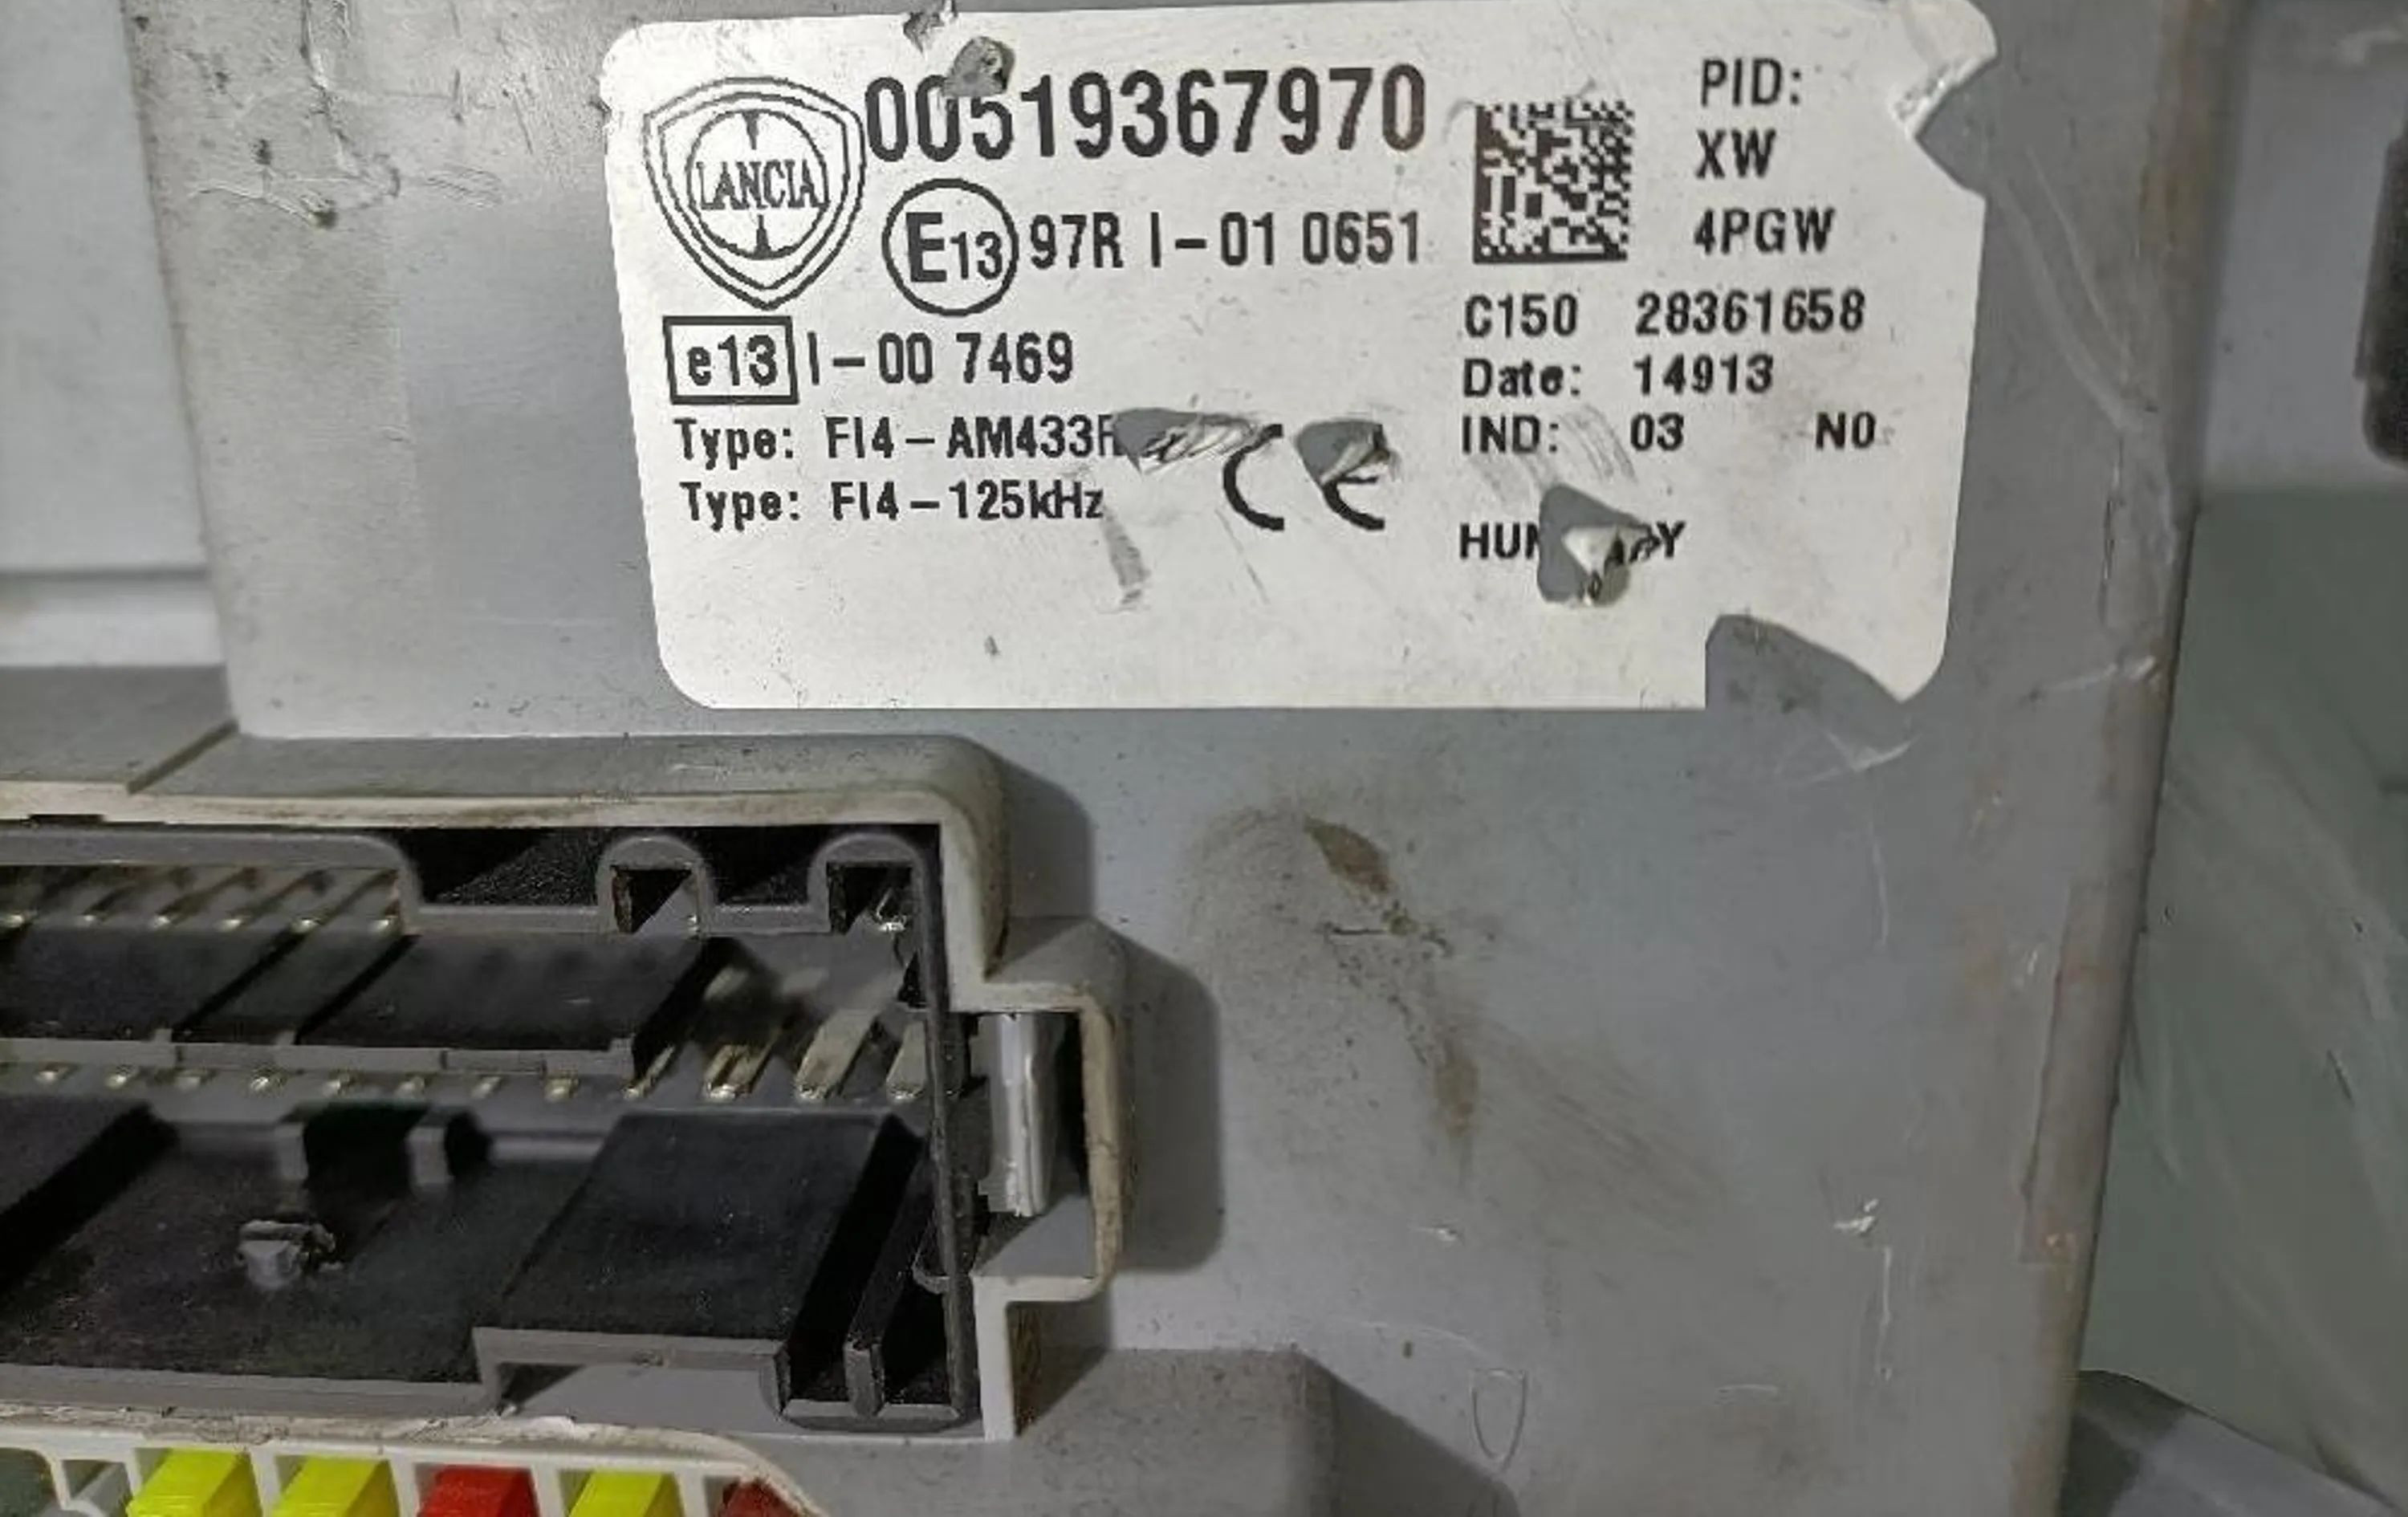 LANCIA
00519367970
E13 97R I-01 0651
e13 I-00 7469
Type: FI4-AM433
Type: FI4-125kHz
CE
PID:
XW
4PGW
C150 28361658
Date: 14913
IND: 03 N0